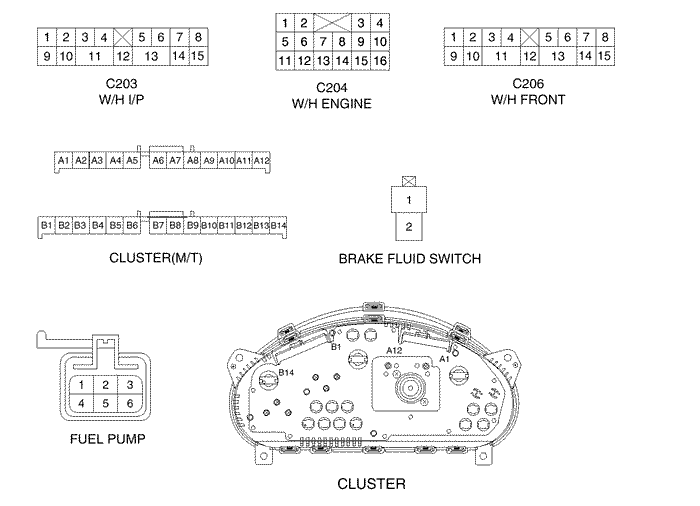 1 2 3 4 5 6 7 8
9 10 11 12 13 14 15
C203
W/H I/P
1 2 3 4
5 6 7 8 9 10
11 12 13 14 15 16
C204
W/H ENGINE
1 2 3 4 5 6 7 8
9 10 11 12 13 14 15
C206
W/H FRONT
A1 A2 A3 A4 A5 A6 A7 A8 A9 A10 A11 A12
B1 B2 B3 B4 B5 B6 B7 B8 B9 B10 B11 B12 B13 B14
CLUSTER(M/T)
1
2
BRAKE FLUID SWITCH
1 2 3
4 5 6
FUEL PUMP
B1
A12
A1
B14
CLUSTER